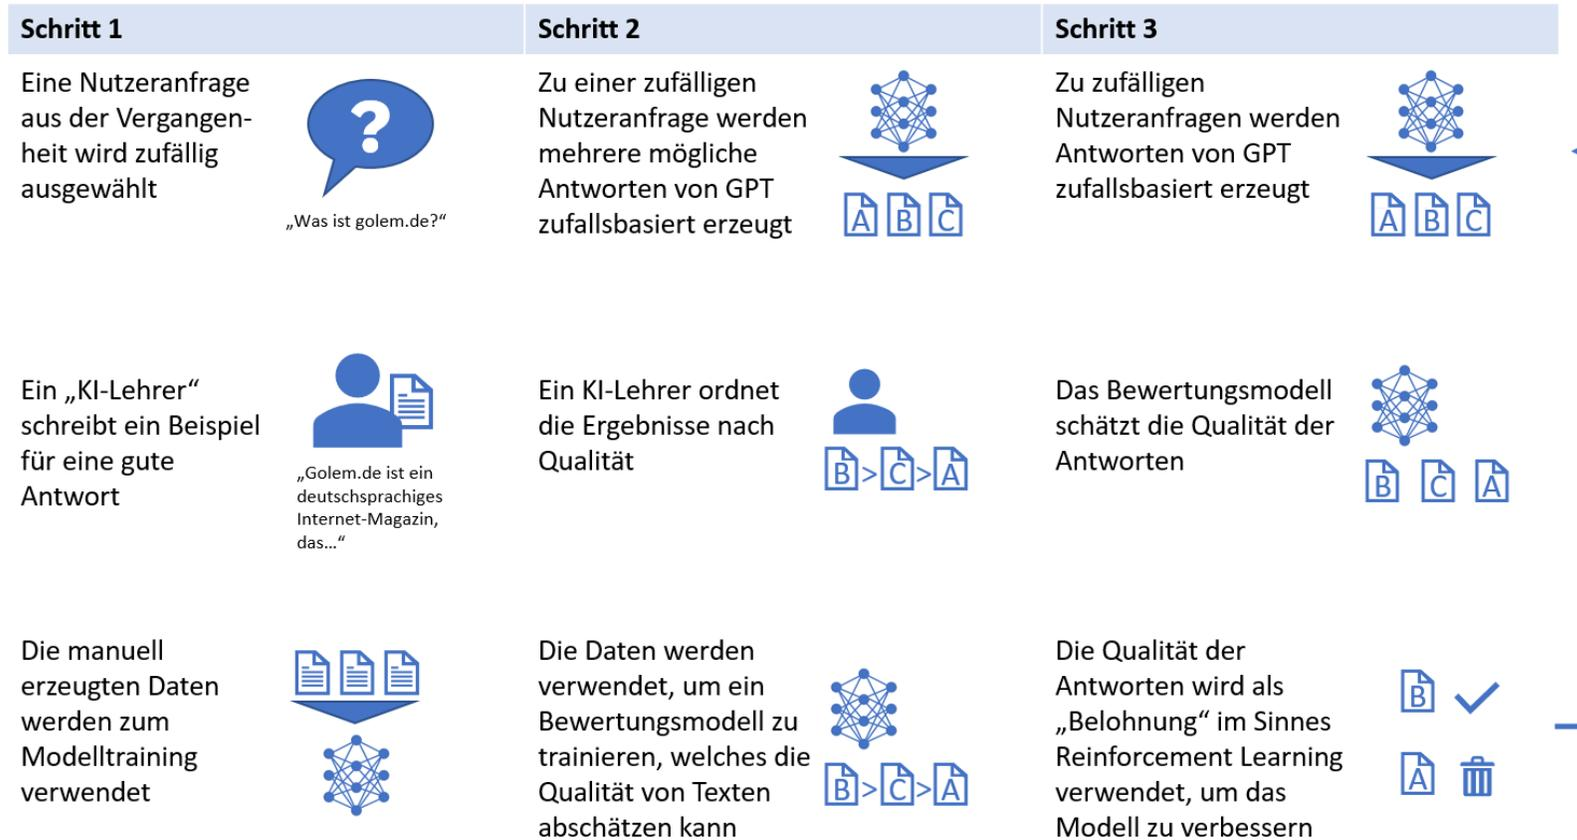 Schritt 1
Eine Nutzeranfrage
aus der Vergangen-
heit wird zufällig
ausgewählt
?
„Was ist golem.de?“
Ein „KI-Lehrer“
schreibt ein Beispiel
für eine gute
Antwort
„Golem.de ist ein
deutschsprachiges
Internet-Magazin,
das…“
Die manuell
erzeugten Daten
werden zum
Modelltraining
verwendet
Schritt 2
Zu einer zufälligen
Nutzeranfrage werden
mehrere mögliche
Antworten von GPT
zufallsbasiert erzeugt
A B C
Ein KI-Lehrer ordnet
die Ergebnisse nach
Qualität
B>C>A
Die Daten werden
verwendet, um ein
Bewertungsmodell zu
trainieren, welches die
Qualität von Texten
abschätzen kann
B>C>A
Schritt 3
Zu zufälligen
Nutzeranfragen werden
Antworten von GPT
zufallsbasiert erzeugt
A B C
Das Bewertungsmodell
schätzt die Qualität der
Antworten
B C A
Die Qualität der
Antworten wird als
„Belohnung“ im Sinnes
Reinforcement Learning
verwendet, um das
Modell zu verbessern
B
A